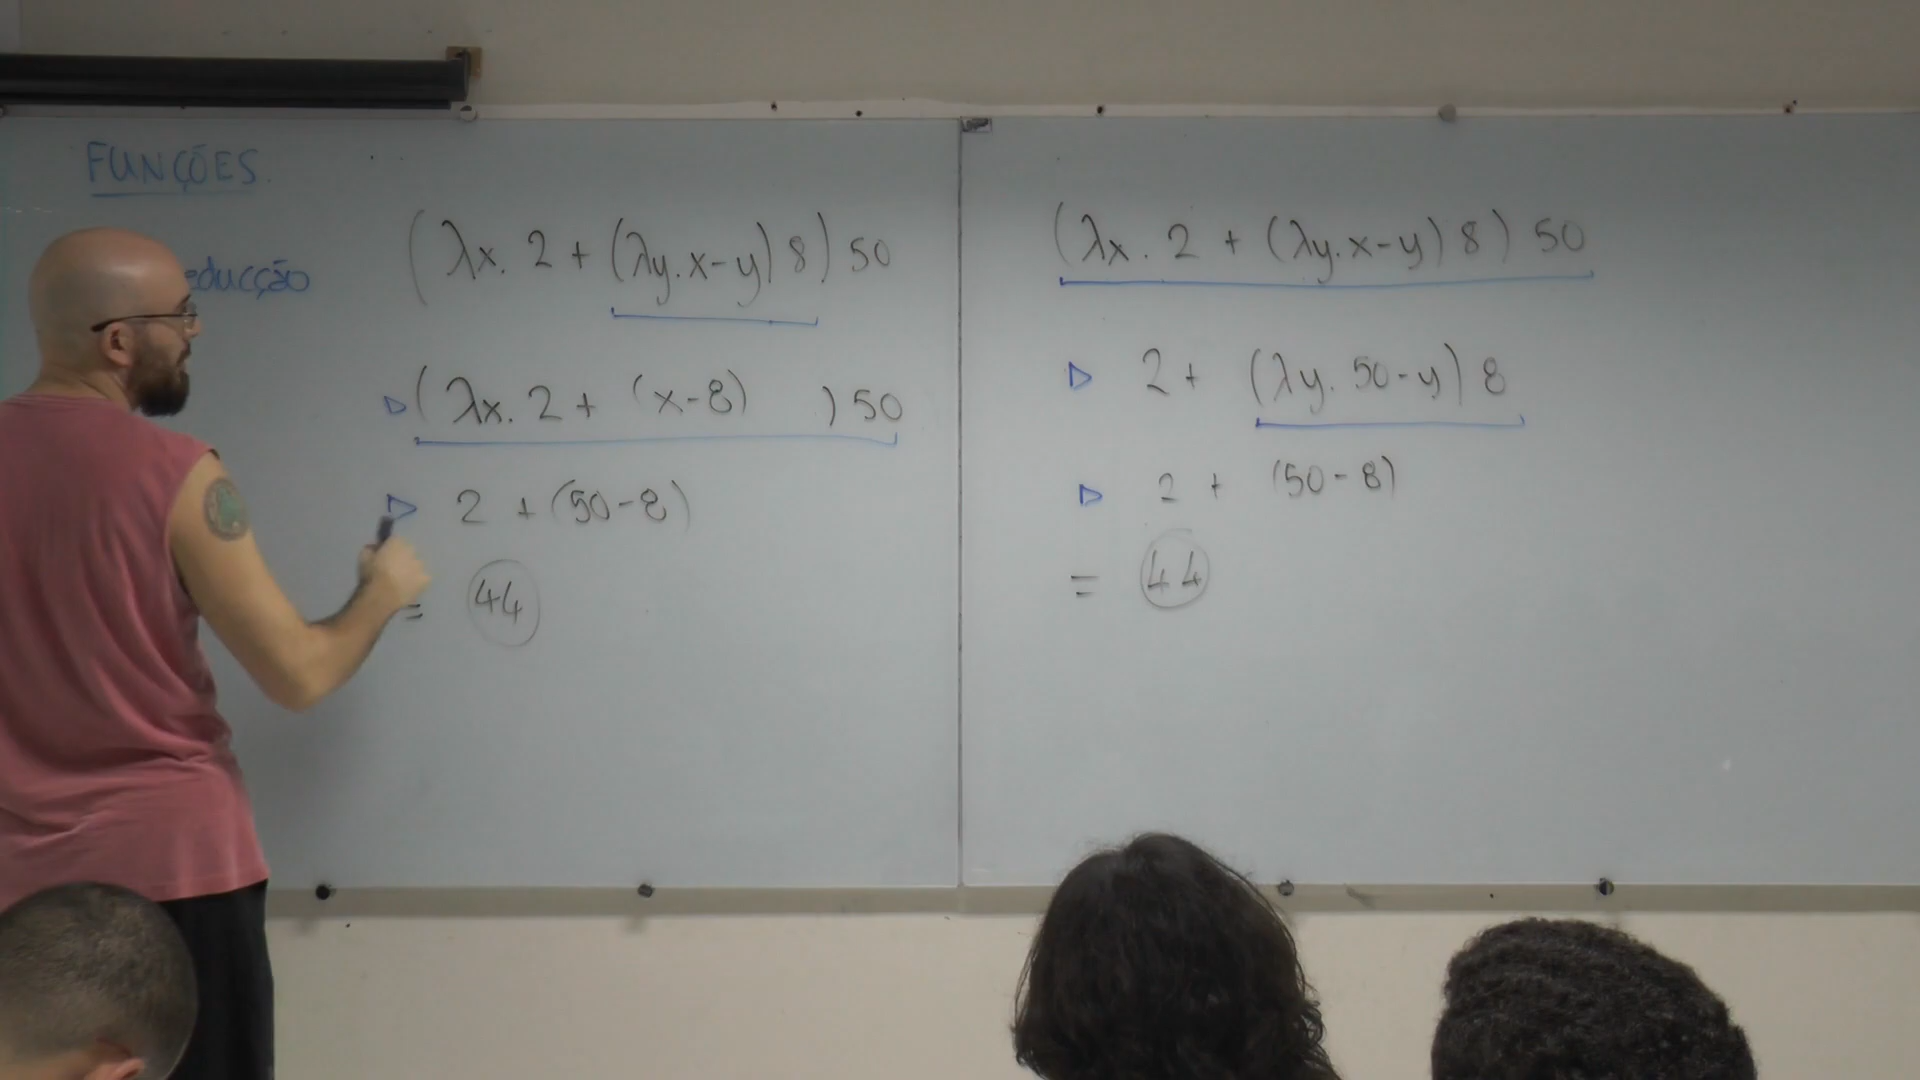 FUNÇÕES
educção
(λx. 2 + (λy. x-y) 8) 50
▷ (λx. 2 + (x-8) ) 50
▷ 2 + (50-8)
= 44
(λx. 2 + (λy. x-y) 8) 50
▷ 2 + (λy. 50-y) 8
▷ 2 + (50-8)
= 44